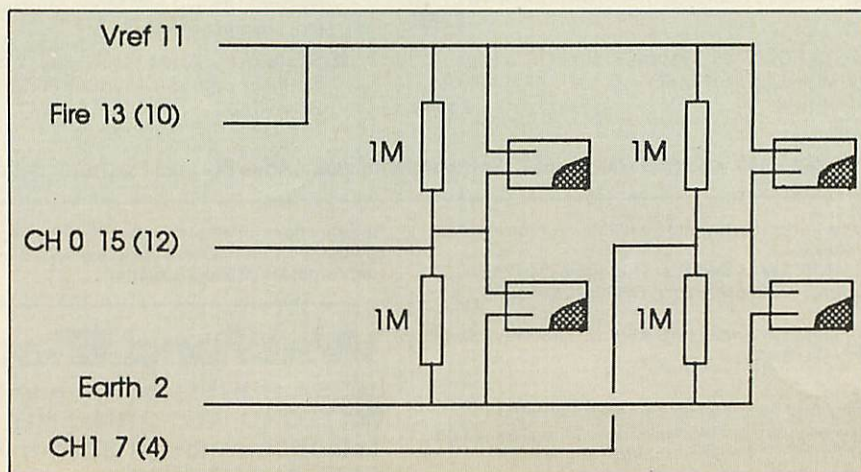 Vref 11
Fire 13 (10)
1M
1M
CH 0 15 (12)
1M
1M
Earth 2
CH1 7 (4)